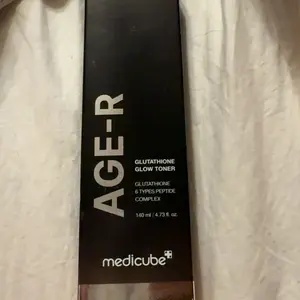 AGE-R
GLUTATHIONE
GLOW TONER
GLUTATHIONE
6 TYPES PEPTIDE
COMPLEX
140 ml / 4.73 fl. oz.
medicube